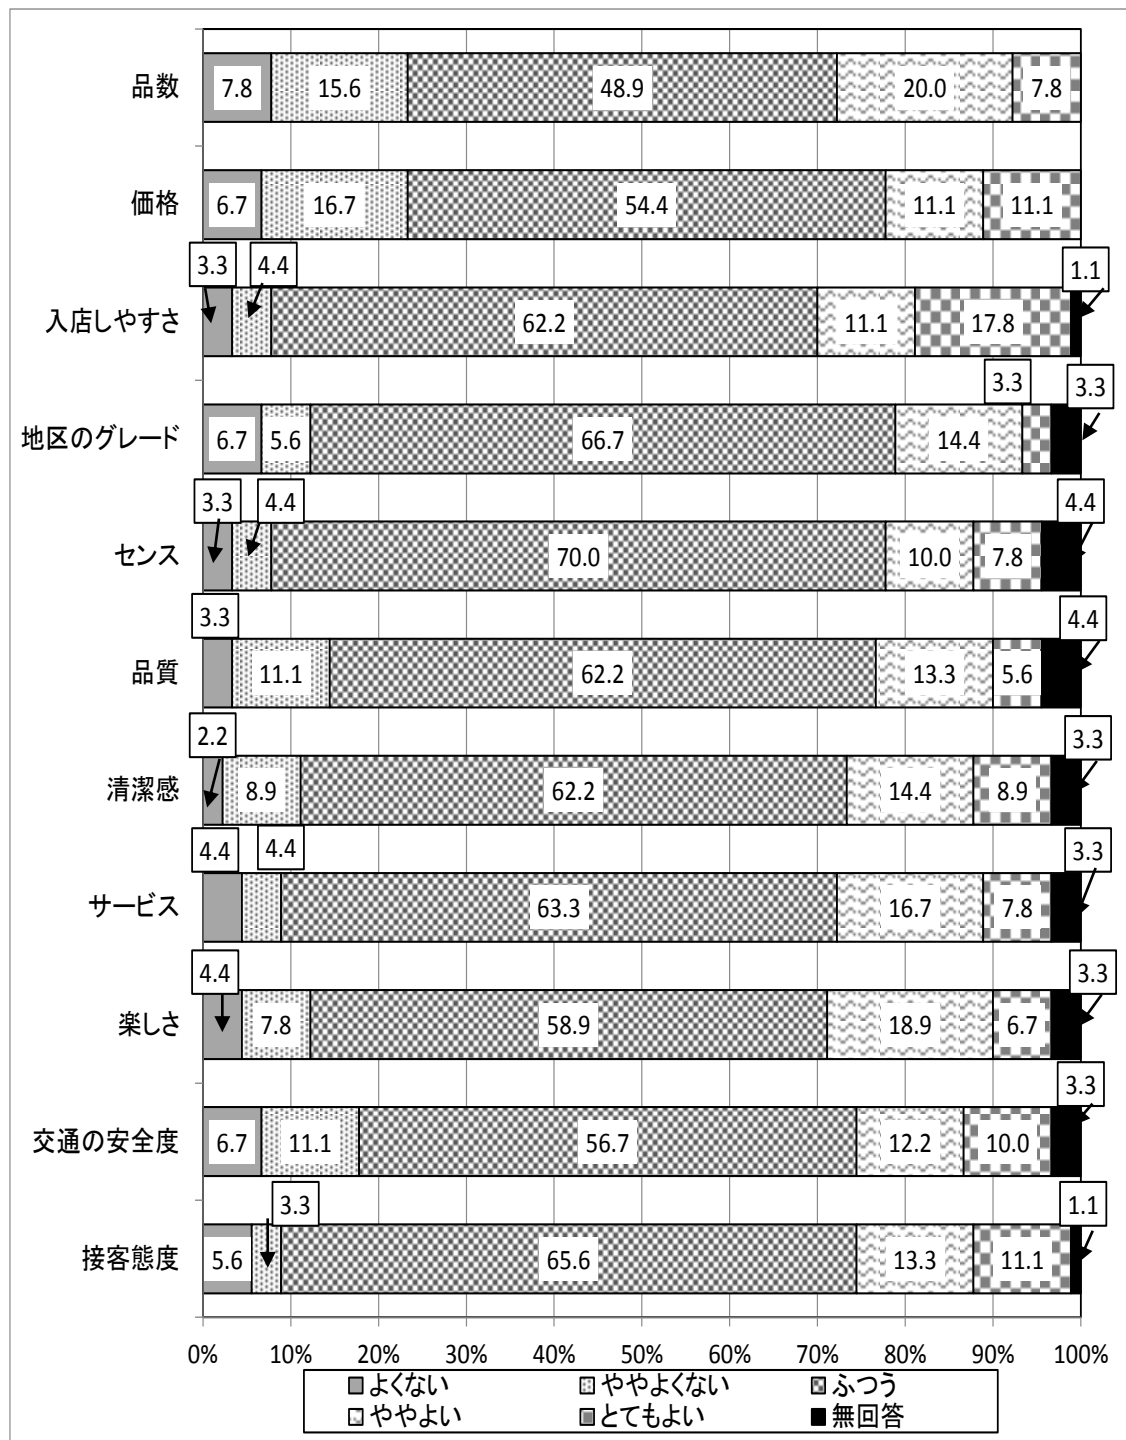 品数 7.8 15.6 48.9 20.0 7.8
価格 6.7 16.7 54.4 11.1 11.1
3.3 4.4 1.1
入店しやすさ 62.2 11.1 17.8
3.3 3.3
地区のグレード 6.7 5.6 66.7 14.4
3.3 4.4 4.4
センス 70.0 10.0 7.8
3.3 4.4
品質 11.1 62.2 13.3 5.6
2.2 3.3
清潔感 8.9 62.2 14.4 8.9
4.4 4.4 3.3
サービス 63.3 16.7 7.8
4.4 3.3
楽しさ 7.8 58.9 18.9 6.7
3.3
交通の安全度 6.7 11.1 56.7 12.2 10.0
3.3 1.1
接客態度 5.6 65.6 13.3 11.1
0% 10% 20% 30% 40% 50% 60% 70% 80% 90% 100%
よくない ややよくない ふつう
ややよい とてもよい 無回答